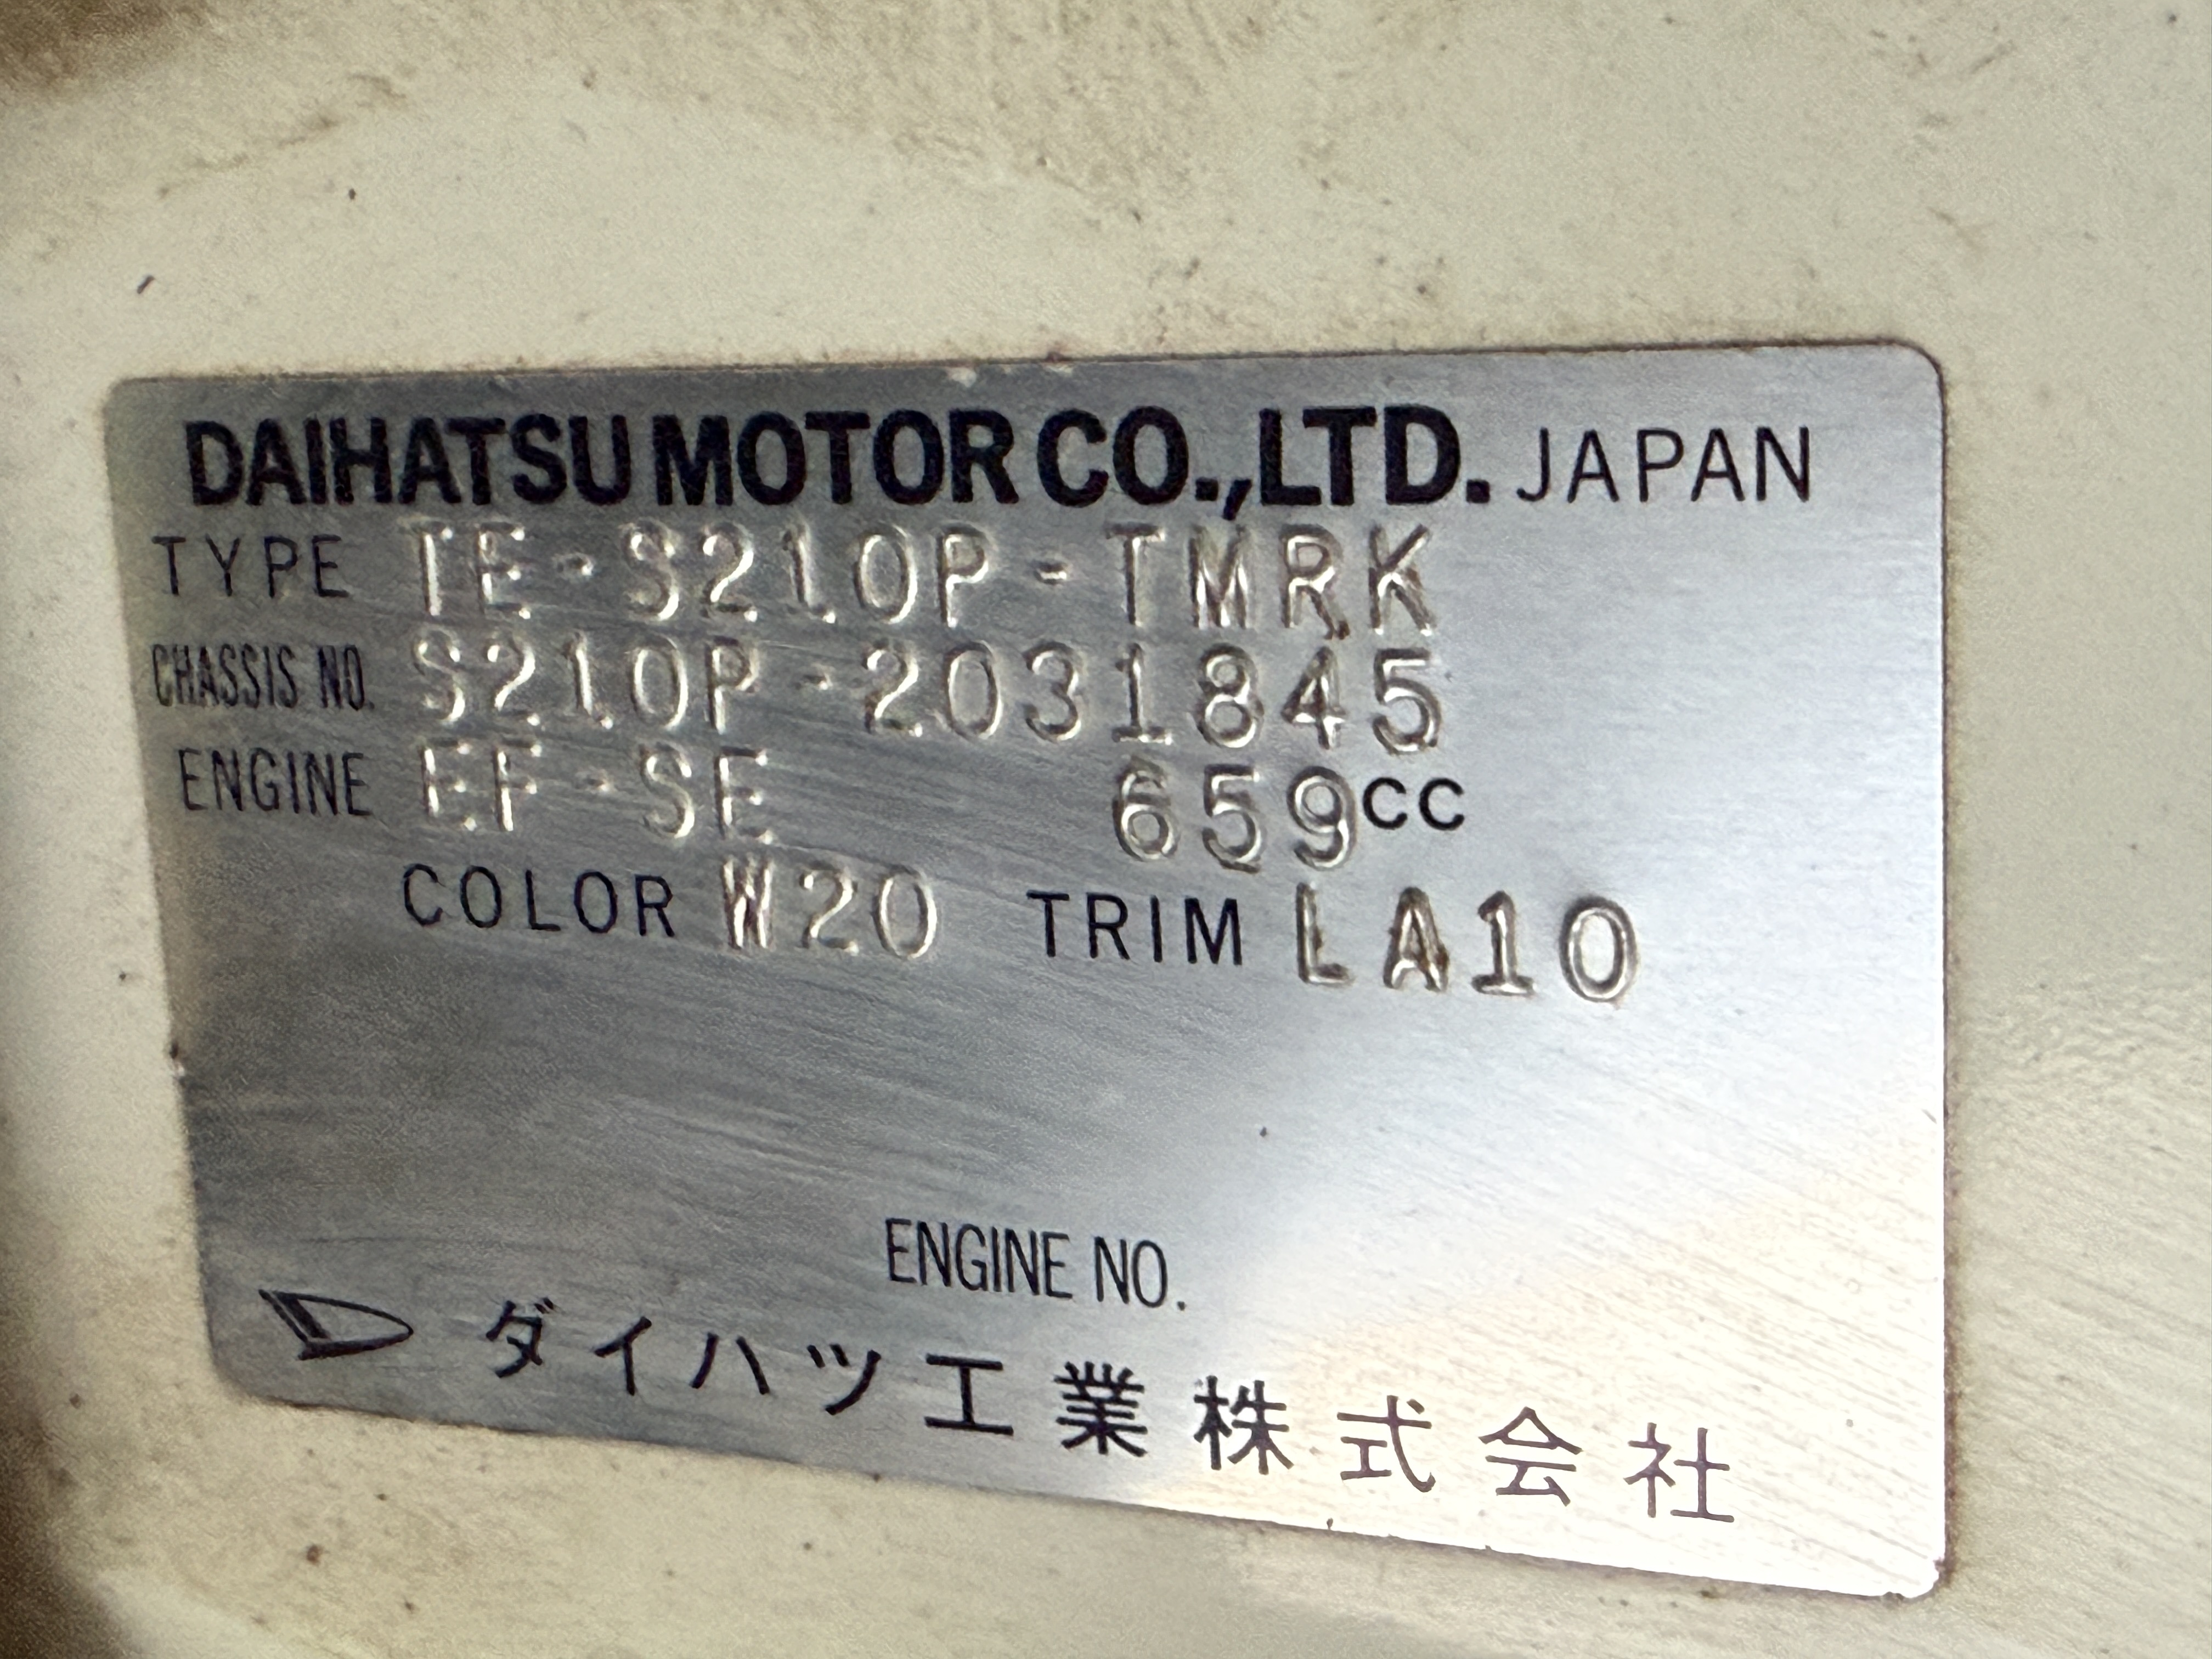 DAIHATSU MOTOR CO.,LTD. JAPAN
TYPE TE-S210P-TMRK
CHASSIS NO. S210P-2031845
ENGINE EF-SE 659CC
COLOR W20 TRIM LA10
ENGINE NO.
ダイハツ工業株式会社